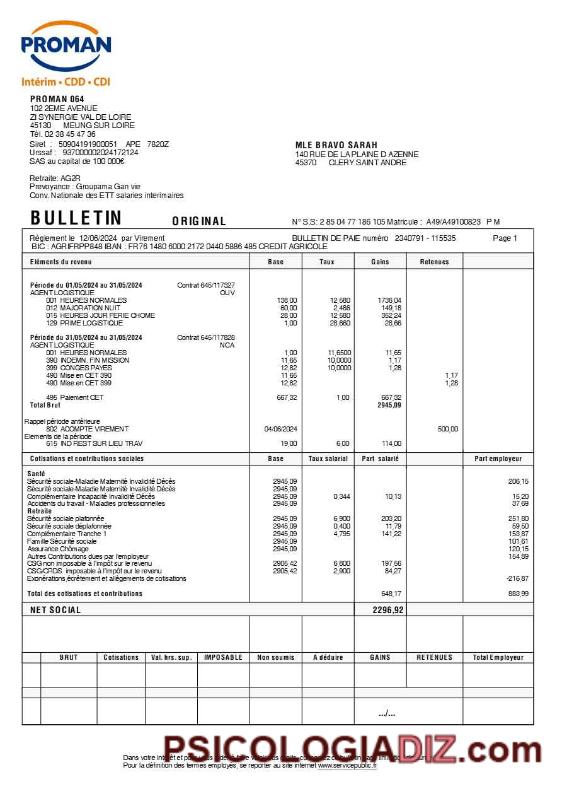 PROMAN
Intérim • CDD • CDI
PROMAN 064
102 2EME AVENUE
ZI SYNERGIE VAL DE LOIRE
45130 MEUNG SUR LOIRE
Tél. 02 38 45 47 36
Siret : 50904191900051 APE 7820Z
Urssaf : 937000002024172124
SAS au capital de 100 000€
MLE BRAVO SARAH
140 RUE DE LA PLAINE D AZENNE
45370 CLERY SAINT ANDRE
Retraite: AG2R
Prevoyance : Groupama Gan vie
Conv. Nationale des ETT salariés intérimaires
BULLETIN ORIGINAL N° S.S: 2 85 04 77 186 105 Matricule : A49/A49100823 P M
Règlement le 12/06/2024 par Virement BULLETIN DE PAIE numéro 2340791 - 115535 Page 1
BIC : AGRIFRPP848 IBAN : FR76 1480 6000 2172 0440 5886 485 CREDIT AGRICOLE
Eléments du revenu Base Taux Gains Retenues
Période du 01/05/2024 au 31/05/2024 Contrat 645/117327
AGENT LOGISTIQUE OLIV
001 HEURES NORMALES 138,00 12,580 1736,04
012 MAJORATION NUIT 60,00 2,486 149,16
015 HEURES JOUR FERIE CHOME 28,00 12,580 352,24
129 PRIME LOGISTIQUE 1,00 28,660 28,66
Période du 31/05/2024 au 31/05/2024 Contrat 645/117828
AGENT LOGISTIQUE NCA
001 HEURES NORMALES 1,00 11,6500 11,65
390 INDEMN. FIN MISSION 11,65 10,0000 1,17
399 CONGES PAYES 12,82 10,0000 1,28
490 Mise en CET 390 11,65 1,17
490 Mise en CET 399 12,82 1,28
495 Paiement CET 667,32 1,00 667,32
Total Brut 2945,09
Rappel période antérieure
802 ACOMPTE VIREMENT 04/06/2024 500,00
Elements de la période
615 IND REST SUR LIEU TRAV 19,00 6,00 114,00
Cotisations et contributions sociales Base Taux salarial Part salarié Part employeur
Santé
Sécurité sociale-Maladie Maternité Invalidité Décès 2945,09 206,15
Sécurité sociale-Maladie Maternité Invalidité Décès 2945,09
Complémentaire Incapacité Invalidité Décès 2945,09 0,344 10,13 15,20
Accidents du travail - Maladies professionnelles 2945,09 37,69
Retraite
Sécurité sociale plafonnée 2945,09 6,900 203,20 251,80
Sécurité sociale déplafonnée 2945,09 0,400 11,79 59,50
Complémentaire Tranche 1 2945,09 4,795 141,22 153,87
Famille Sécurité sociale 2945,09 101,61
Assurance Chômage 2945,09 120,15
Autres Contributions dues par l'employeur 154,89
CSG non imposable à l'impôt sur le revenu 2905,42 6,800 197,56
CSG/CRDS imposable à l'impôt sur le revenu 2905,42 2,900 84,27
Exonérations,écrêtement et allègements de cotisations -216,87
Total des cotisations et contributions 648,17 883,99
NET SOCIAL 2296,92
BRUT Cotisations Val. hrs. sup. IMPOSABLE Non soumis A déduire GAINS RETENUES Total Employeur
.../...
PSICOLOGIADIZ.com
Dans votre intérêt et pour vous
Pour la définition des termes employés, se reporter au site internet www.servicepublic.fr